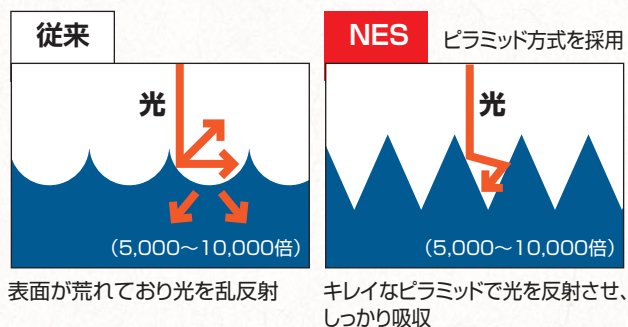 従来
光
(5,000〜10,000倍)
表面が荒れており光を乱反射
NES
ピラミッド方式を採用
光
(5,000〜10,000倍)
キレイなピラミッドで光を反射させ、
しっかり吸収